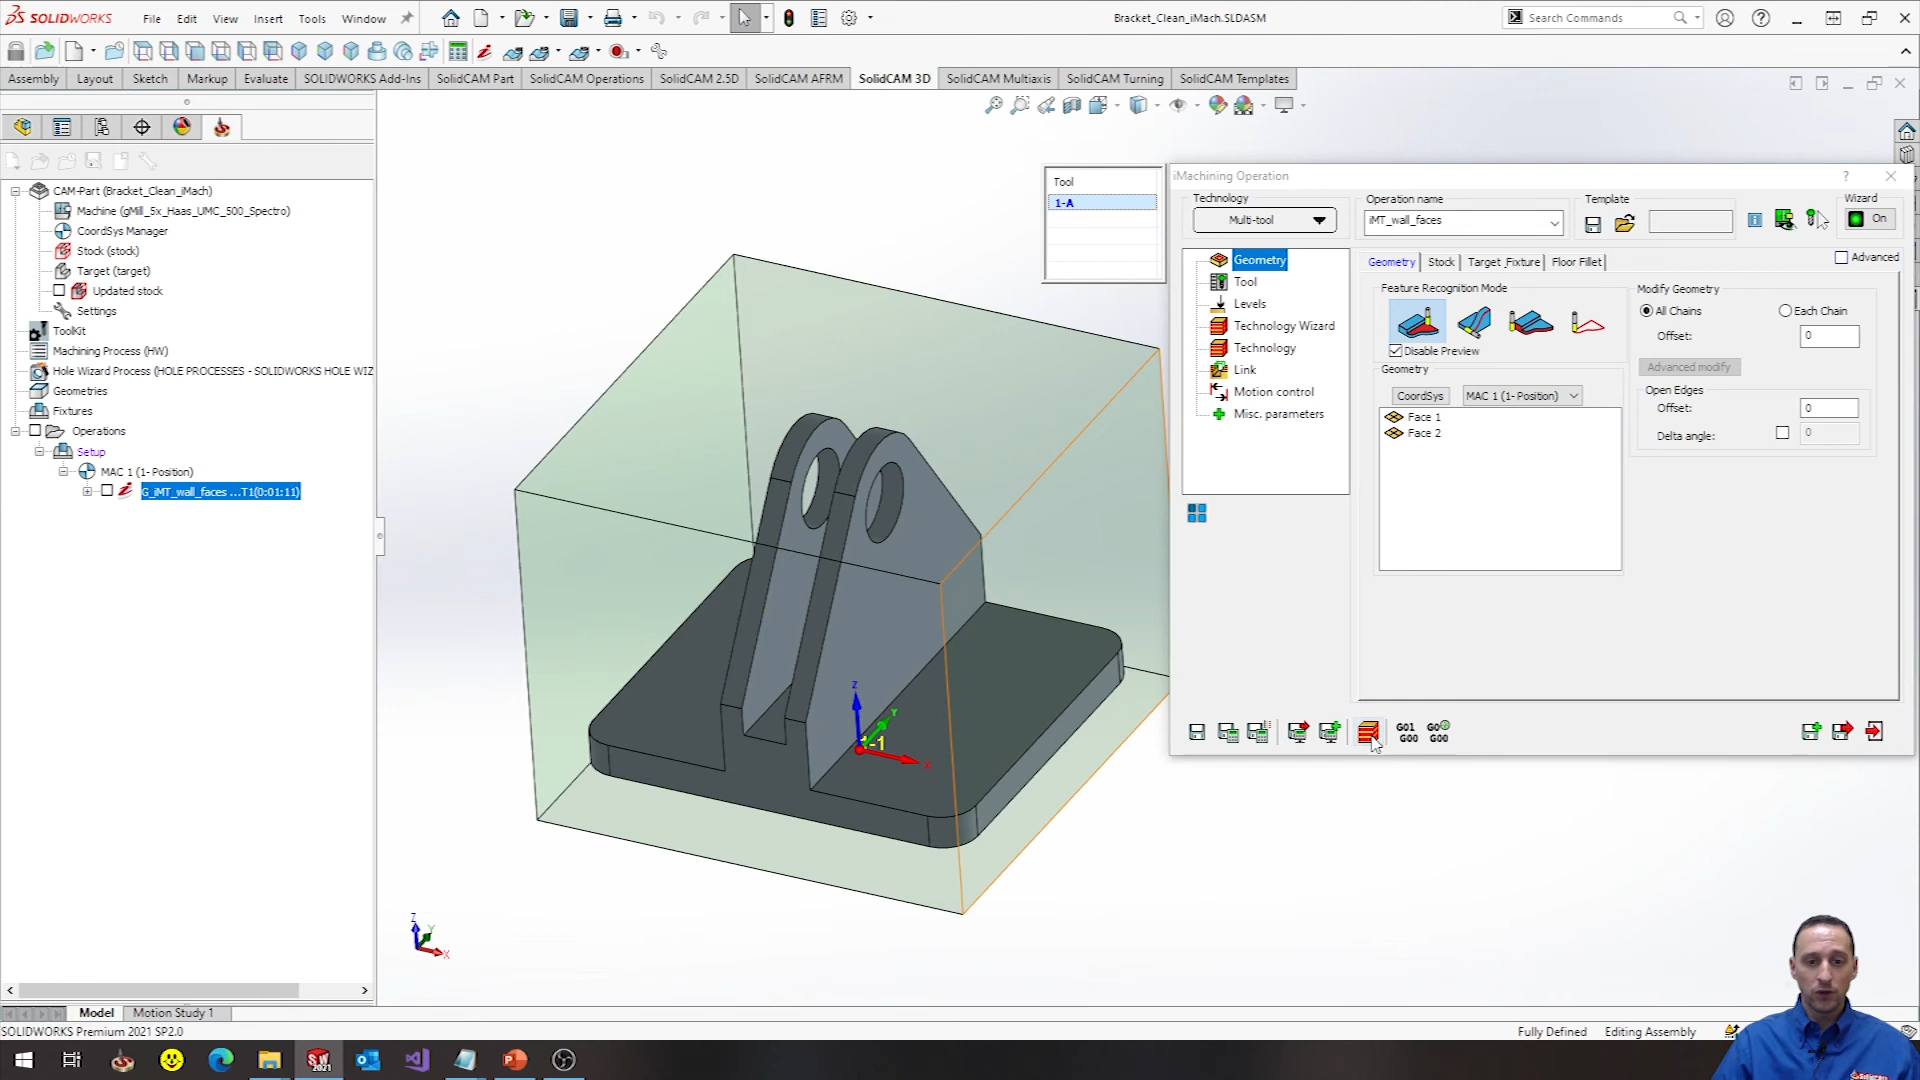 SOLIDWORKS File Edit View Insert Tools Window Bracket_Clean_iMach.SLDASM Search Commands
Assembly Layout Sketch Markup Evaluate SOLIDWORKS Add-Ins SolidCAM Part SolidCAM Operations SolidCAM 2.5D SolidCAM AFRM SolidCAM 3D SolidCAM Multiaxis SolidCAM Turning SolidCAM Templates
CAM-Part (Bracket_Clean_iMach)
Machine (gMill_5x_Haas_UMC_500_Spectro)
CoordSys Manager
Stock (stock)
Target (target)
Updated stock
Settings
ToolKit
Machining Process (HW)
Hole Wizard Process (HOLE PROCESSES - SOLIDWORKS HOLE WIZ
Geometries
Fixtures
Operations
Setup
MAC 1 (1- Position)
G_iMT_wall_faces ...T1(0:01:11)
Tool
1-A
Z
Y
X
1-1
Z
Y
X
iMachining Operation ?
Technology
Multi-tool
Operation name
iMT_wall_faces
Template
Wizard
On
Geometry
Tool
Levels
Technology Wizard
Technology
Link
Motion control
Misc. parameters
Geometry Stock Target_Fixture Floor Fillet Advanced
Feature Recognition Mode
Disable Preview
Geometry
CoordSys MAC 1 (1- Position)
Face 1
Face 2
Modify Geometry
All Chains Each Chain
Offset: 0
Advanced modify
Open Edges
Offset: 0
Delta angle: 0
G01 G0
G00 G00
Model Motion Study 1
SOLIDWORKS Premium 2021 SP2.0 Fully Defined Editing Assembly
SW
2021